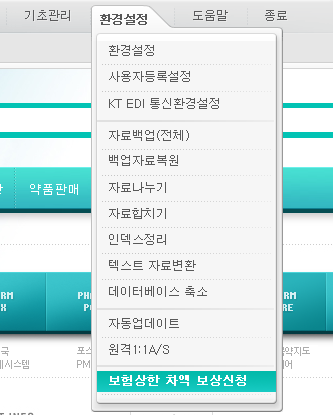 기초관리 환경설정 도움말 종료
환경설정
사용자등록설정
KT EDI 통신환경설정
자료백업(전체)
백업자료복원
약품판매
자료나누기
자료합치기
인덱스정리
텍스트 자료변환
데이터베이스 축소
자동업데이트
원격1:1A/S
보험상한 차액 보상신청